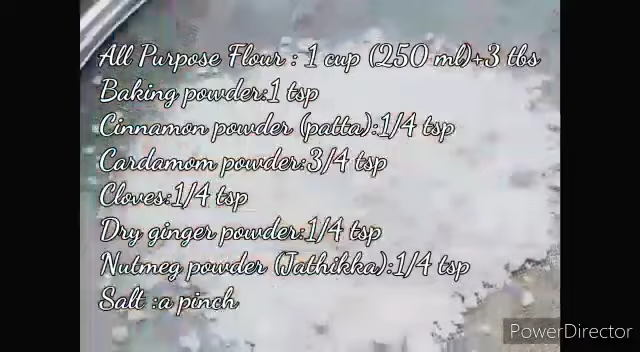 All Purpose Flour : 1 cup (250 ml)+3 tbs
Baking powder:1 tsp
Cinnamon powder (patta):1/4 tsp
Cardamom powder:3/4 tsp
Cloves:1/4 tsp
Dry ginger powder:1/4 tsp
Nutmeg powder (Jathikka):1/4 tsp
Salt :a pinch
PowerDirector